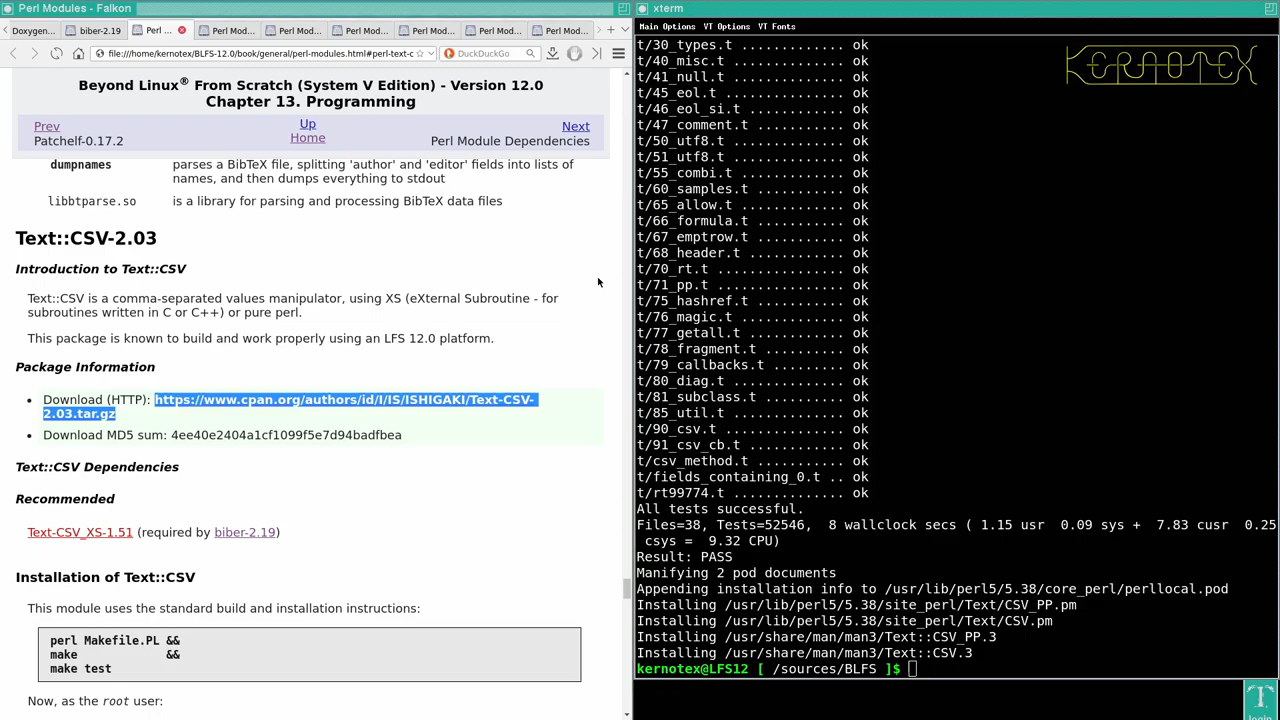 Perl Modules - Falkon
Doxygen...
biber-2.19
Perl ...
Perl Mod...
Perl Mod...
Perl Mod...
Perl Mod...
Perl Mod...
file:///home/kernotex/BLFS-12.0/book/general/perl-modules.html#perl-text-c
DuckDuckGo
Beyond Linux® From Scratch (System V Edition) - Version 12.0
Chapter 13. Programming
Prev
Up
Next
Patchelf-0.17.2
Home
Perl Module Dependencies
dumpnames parses a BibTeX file, splitting 'author' and 'editor' fields into lists of
names, and then dumps everything to stdout
libbtparse.so is a library for parsing and processing BibTeX data files
Text::CSV-2.03
Introduction to Text::CSV
Text::CSV is a comma-separated values manipulator, using XS (eXternal Subroutine - for
subroutines written in C or C++) or pure perl.
This package is known to build and work properly using an LFS 12.0 platform.
Package Information
• Download (HTTP): https://www.cpan.org/authors/id/I/IS/ISHIGAKI/Text-CSV-
2.03.tar.gz
• Download MD5 sum: 4ee40e2404a1cf1099f5e7d94badfbea
Text::CSV Dependencies
Recommended
Text-CSV_XS-1.51 (required by biber-2.19)
Installation of Text::CSV
This module uses the standard build and installation instructions:
perl Makefile.PL &&
make &&
make test
Now, as the root user:
xterm
Main Options VT Options VT Fonts
KERNOTEX
t/30_types.t ............. ok
t/40_misc.t .............. ok
t/41_null.t .............. ok
t/45_eol.t ............... ok
t/46_eol_si.t ............ ok
t/47_comment.t ........... ok
t/50_utf8.t .............. ok
t/51_utf8.t .............. ok
t/55_combi.t ............. ok
t/60_samples.t ........... ok
t/65_allow.t ............. ok
t/66_formula.t ........... ok
t/67_emptrow.t ........... ok
t/68_header.t ............ ok
t/70_rt.t ................ ok
t/71_pp.t ................ ok
t/75_hashref.t ........... ok
t/76_magic.t ............. ok
t/77_getall.t ............ ok
t/78_fragment.t .......... ok
t/79_callbacks.t ......... ok
t/80_diag.t .............. ok
t/81_subclass.t .......... ok
t/85_util.t .............. ok
t/90_csv.t ............... ok
t/91_csv_cb.t ............ ok
t/csv_method.t ........... ok
t/fields_containing_0.t .. ok
t/rt99774.t .............. ok
All tests successful.
Files=38, Tests=52546,  8 wallclock secs ( 1.15 usr  0.09 sys +  7.83 cusr  0.25
csys =  9.32 CPU)
Result: PASS
Manifying 2 pod documents
Appending installation info to /usr/lib/perl5/5.38/core_perl/perllocal.pod
Installing /usr/lib/perl5/5.38/site_perl/Text/CSV_PP.pm
Installing /usr/lib/perl5/5.38/site_perl/Text/CSV.pm
Installing /usr/share/man/man3/Text::CSV_PP.3
Installing /usr/share/man/man3/Text::CSV.3
kernotex@LFS12 [ /sources/BLFS ]$
login